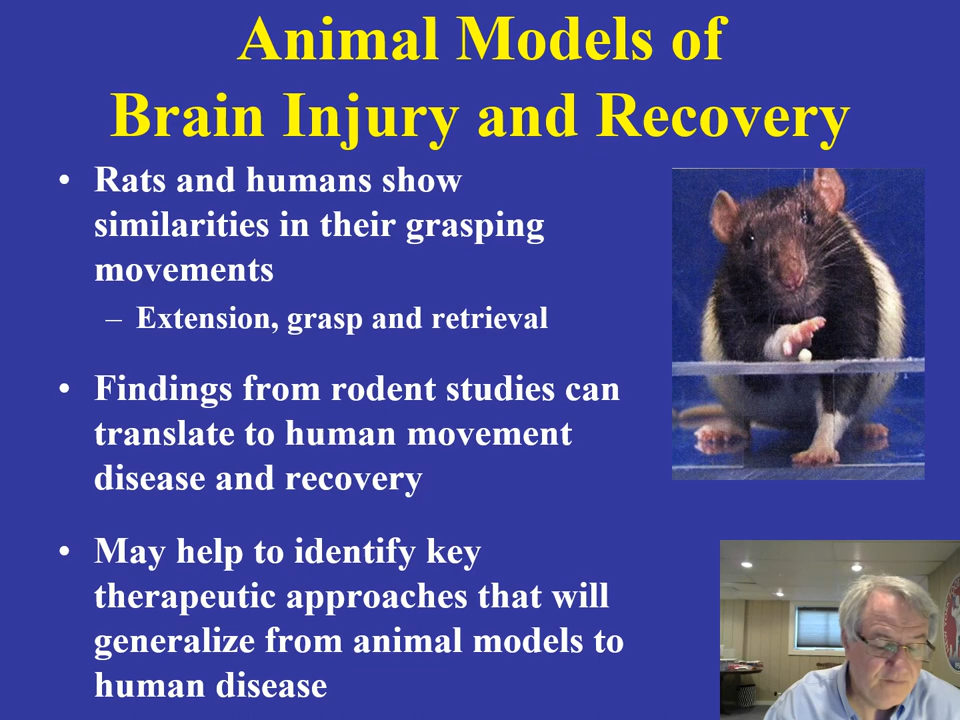 Animal Models of
Brain Injury and Recovery
• Rats and humans show
similarities in their grasping
movements
– Extension, grasp and retrieval
• Findings from rodent studies can
translate to human movement
disease and recovery
• May help to identify key
therapeutic approaches that will
generalize from animal models to
human disease